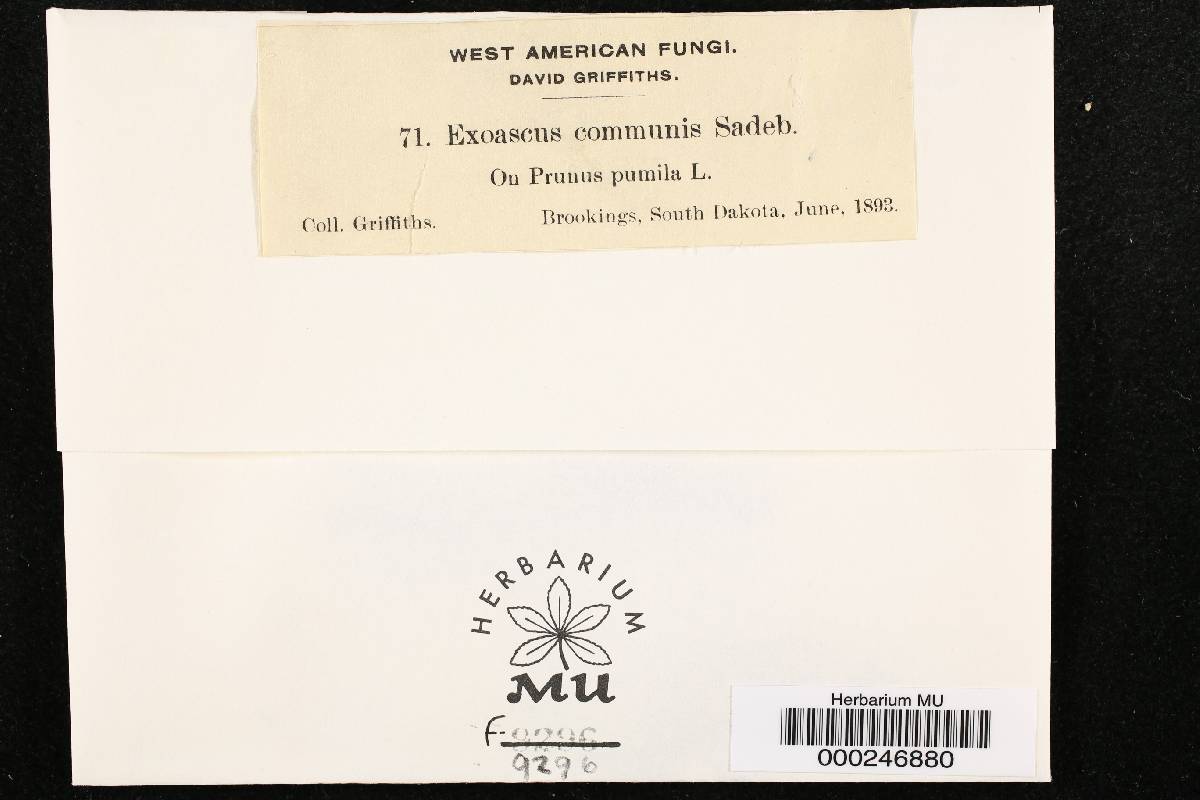 WEST AMERICAN FUNGI.
DAVID GRIFFITHS.
71. Exoascus communis Sadeb.
On Prunus pumila L.
Coll. Griffiths. Brookings, South Dakota, June, 1893.
HERBARIUM
MU
F-
9296
Herbarium MU
000246880